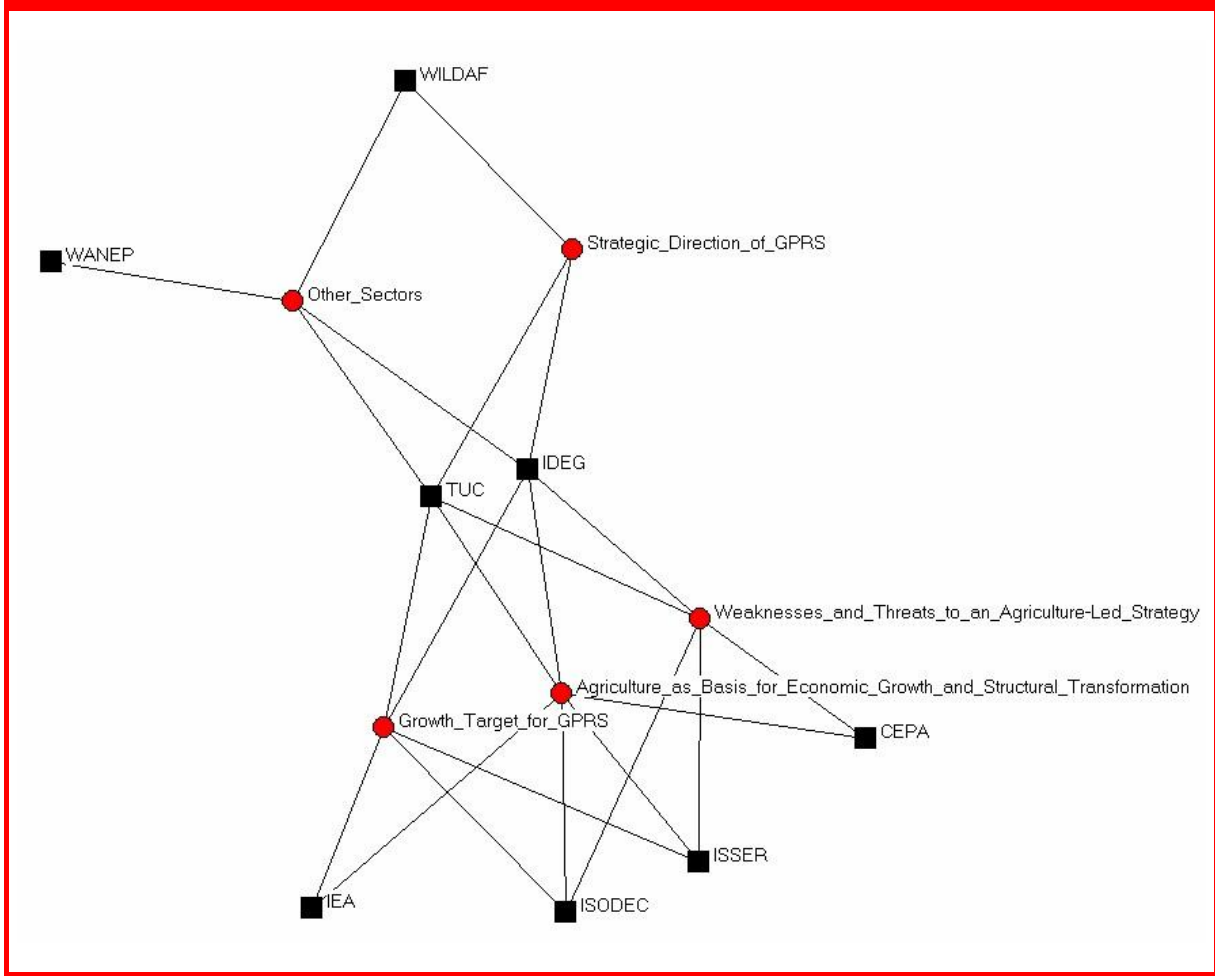 WILDAF
Strategic_Direction_of_GPRS
WANEP
Other_Sectors
IDEG
TUC
Weaknesses_and_Threats_to_an_Agriculture-Led_Strategy
Agriculture_as_Basis_for_Economic_Growth_and_Structural_Transformation
Growth_Target_for_GPRS
CEPA
ISSER
IEA
ISODEC